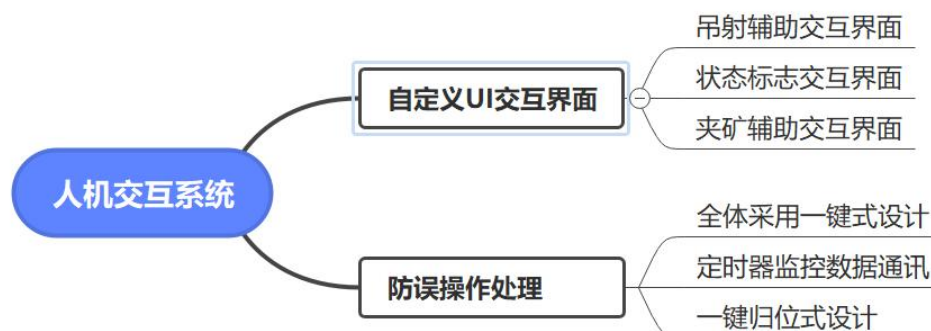 人机交互系统
自定义UI交互界面
吊射辅助交互界面
状态标志交互界面
夹矿辅助交互界面
防误操作处理
全体采用一键式设计
定时器监控数据通讯
一键归位式设计